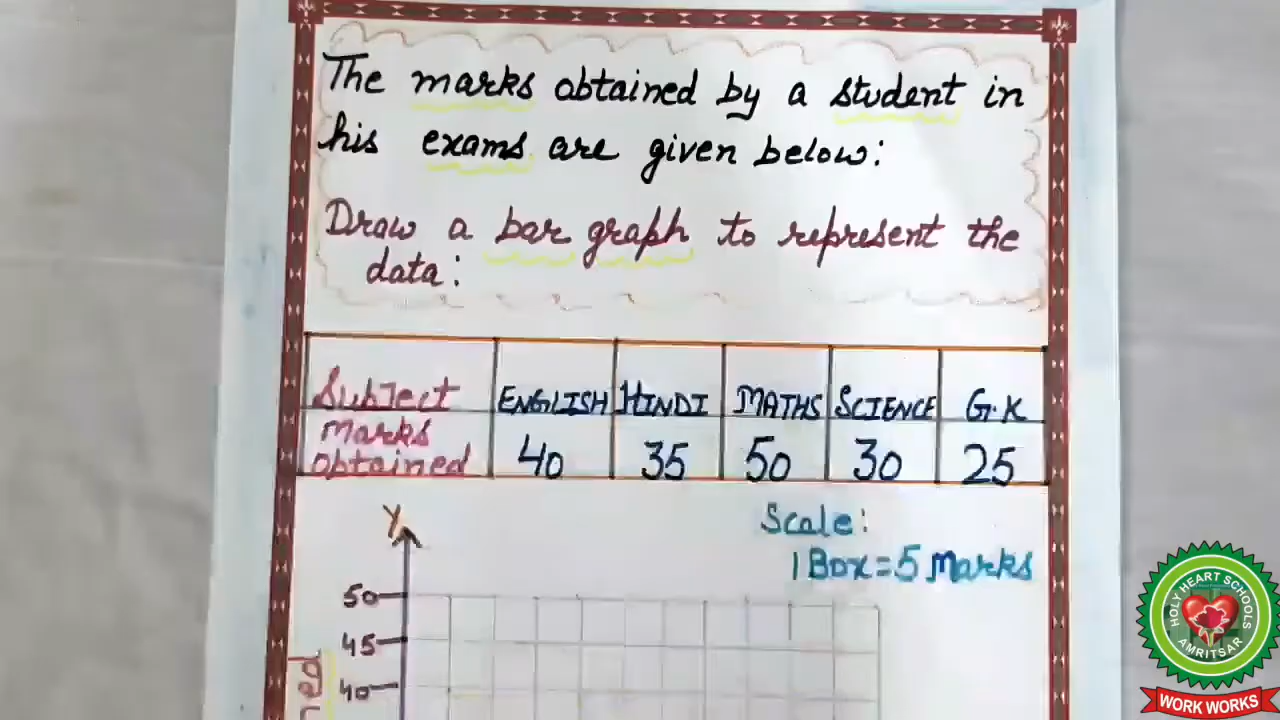 The marks obtained by a student in
his exams are given below:
Draw a bar graph to represent the
data:
Subject ENGLISH HINDI MATHS SCIENCE G.K
marks
obtained 40 35 50 30 25
Y
Scale:
1 Box = 5 Marks
50
45
40
HOLY HEART SCHOOLS
AMRITSAR
WORK WORKS